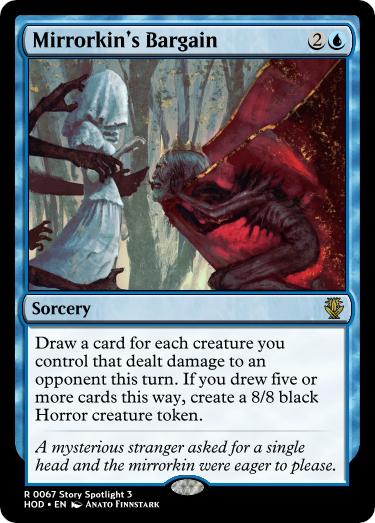 Mirrorkin's Bargain 2
Sorcery
Draw a card for each creature you
control that dealt damage to an
opponent this turn. If you drew five or
more cards this way, create a 8/8 black
Horror creature token.
A mysterious stranger asked for a single
head and the mirrorkin were eager to please.
R 0067 Story Spotlight 3
HOD • EN Anato Finnstark